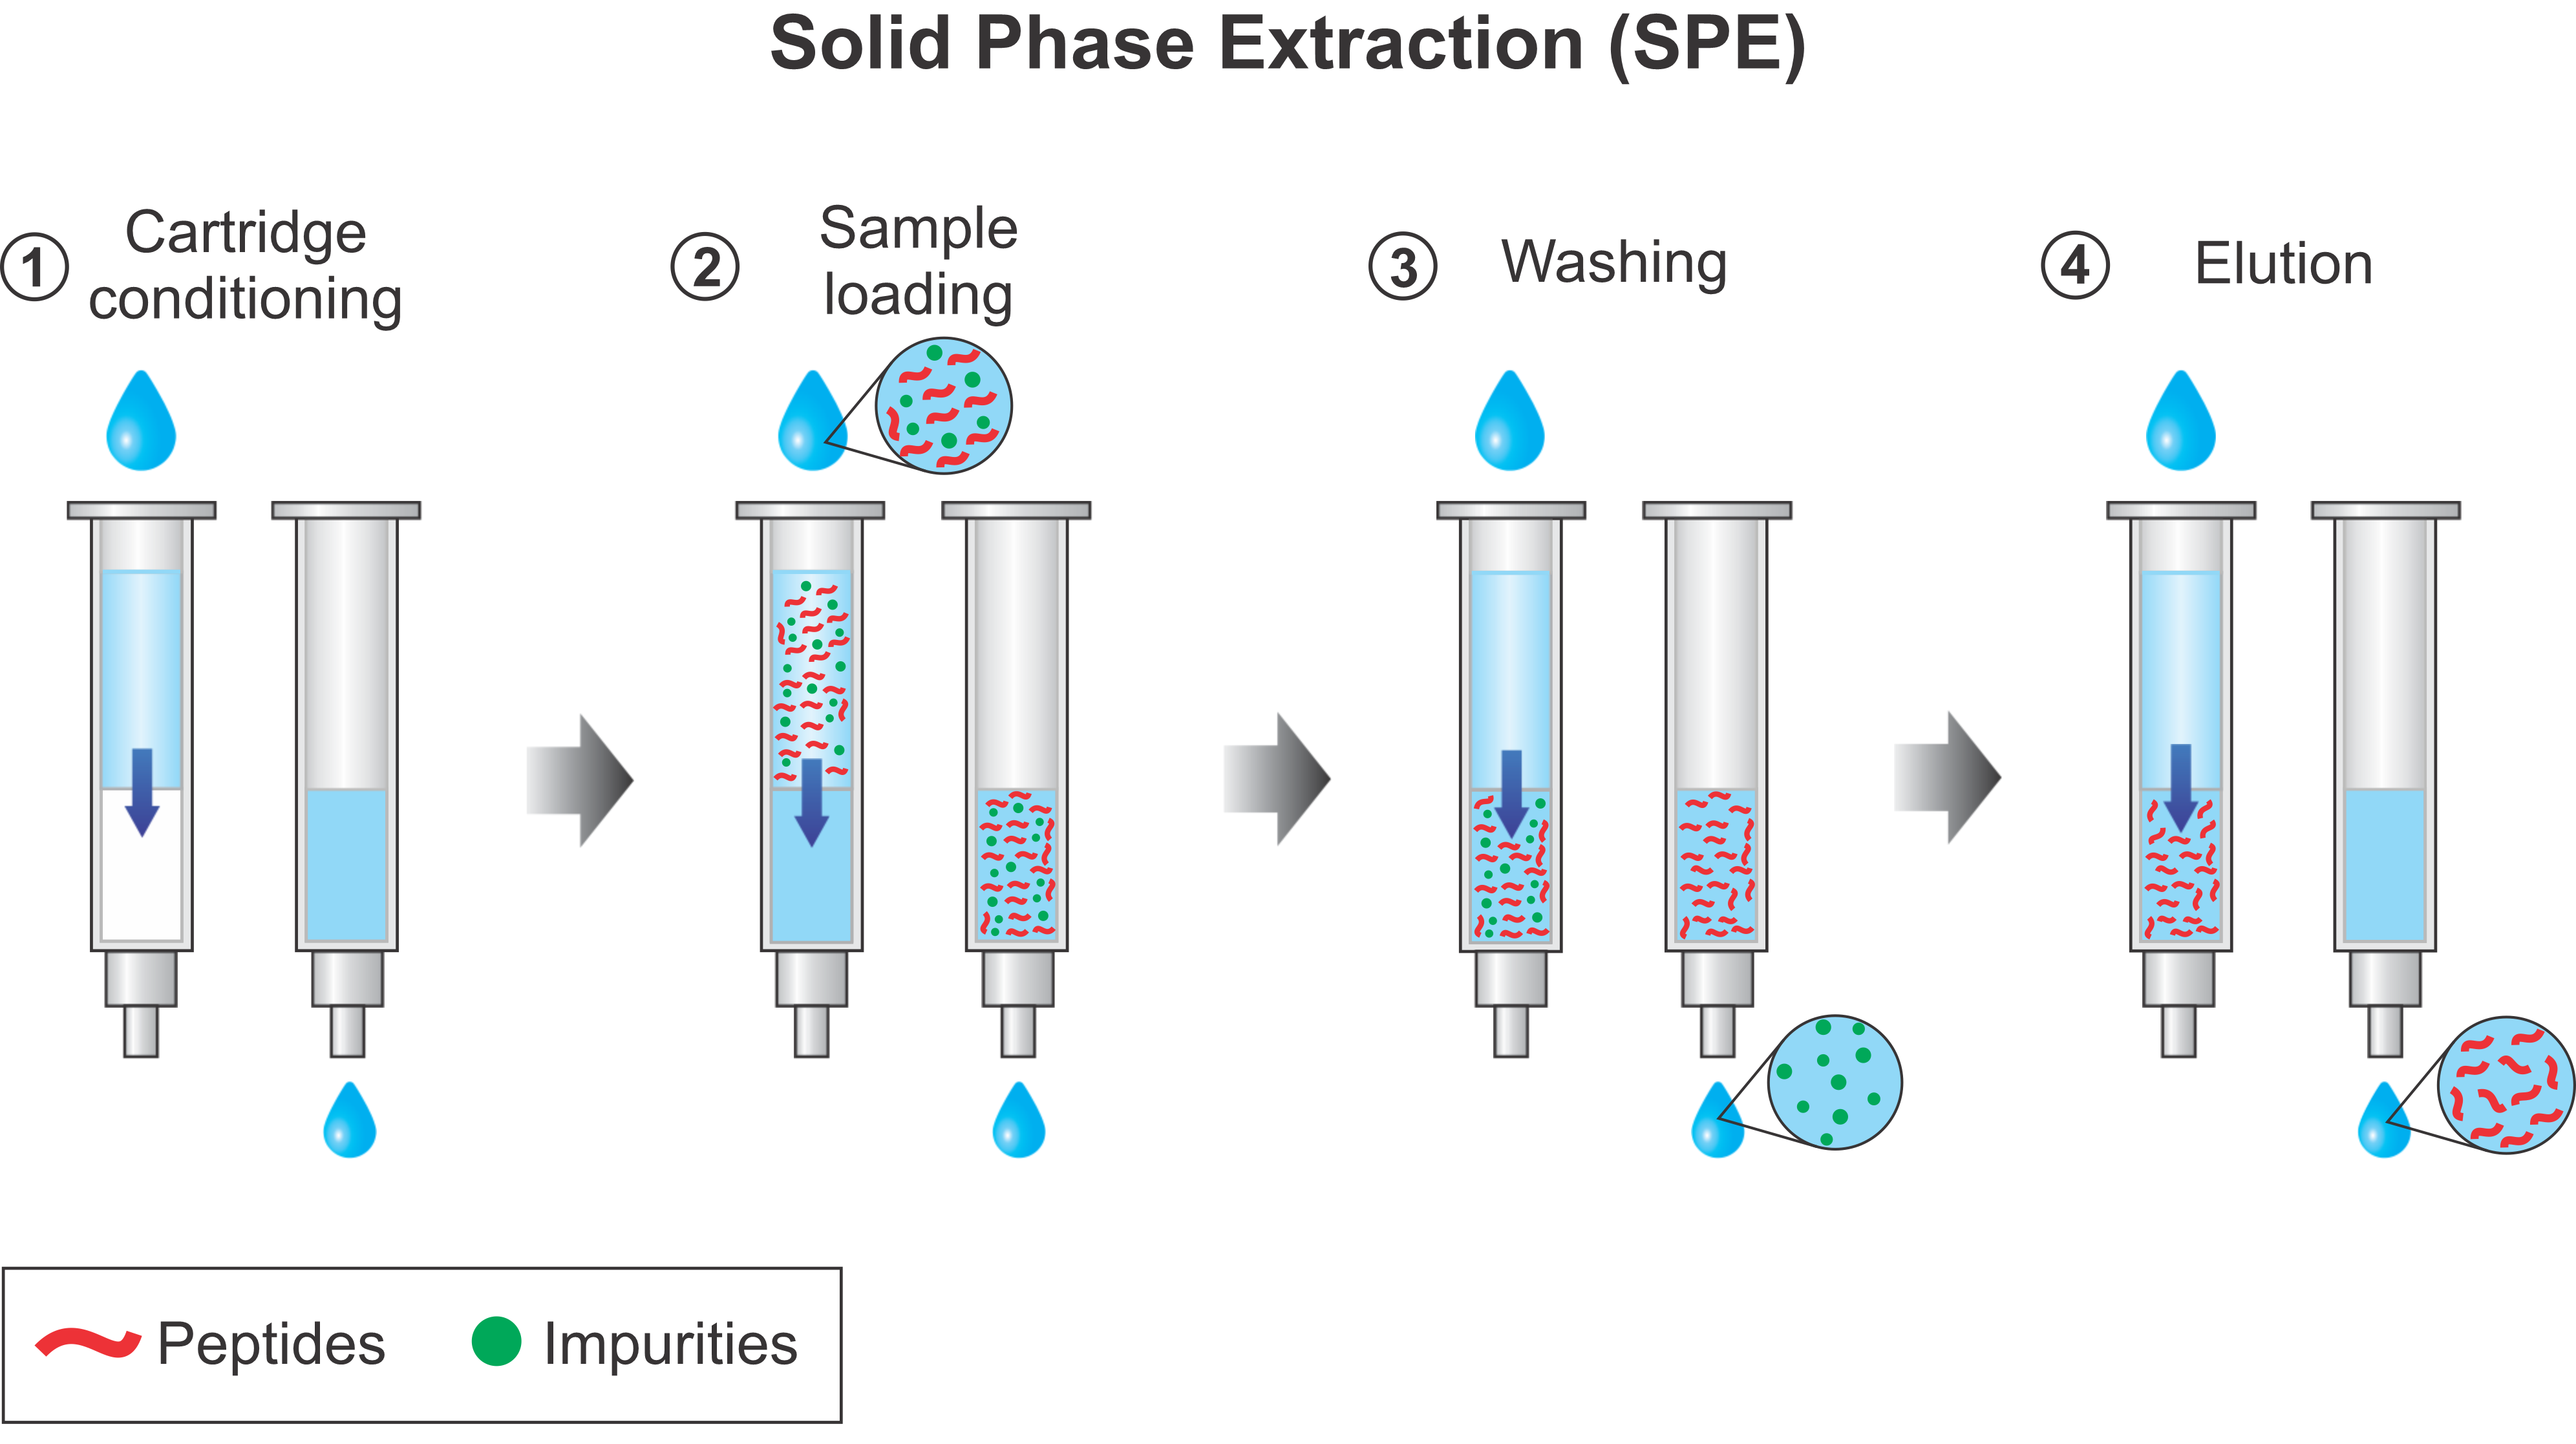 Solid Phase Extraction (SPE)
1
Cartridge
conditioning
2
Sample
loading
3
Washing
4
Elution
Peptides
Impurities